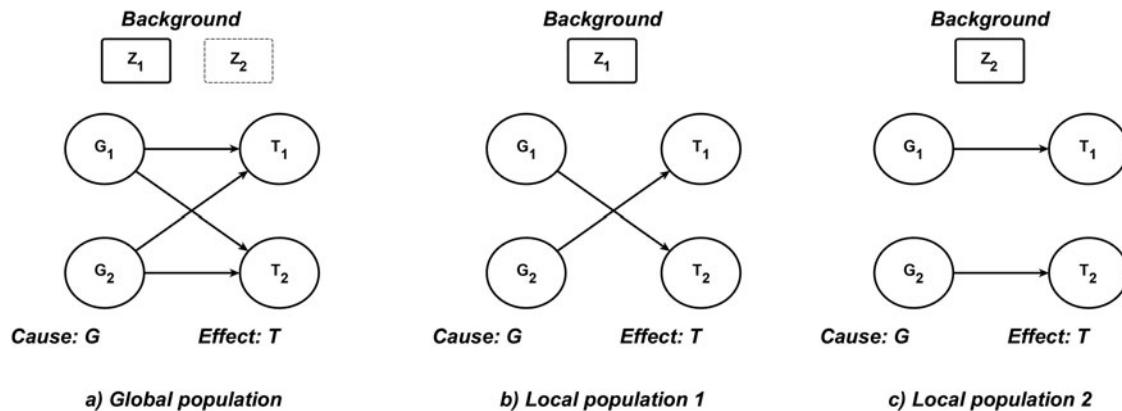 Background
Z1
Z2
G1
T1
G2
T2
Cause: G
Effect: T
a) Global population
Background
Z1
G1
T1
G2
T2
Cause: G
Effect: T
b) Local population 1
Background
Z2
G1
T1
G2
T2
Cause: G
Effect: T
c) Local population 2